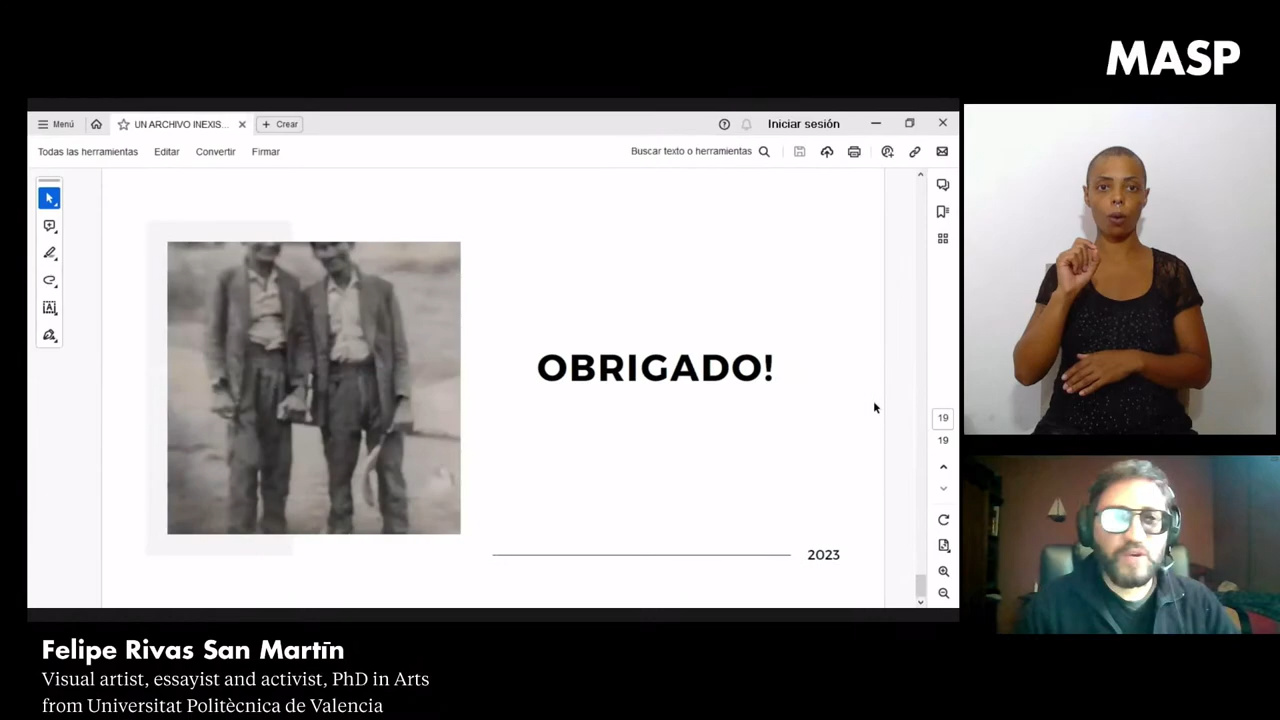 MASP
Menú
UN ARCHIVO INEXIS...
Crear
Iniciar sesión
Todas las herramientas
Editar
Convertir
Firmar
Buscar texto o herramientas
OBRIGADO!
19
19
2023
Felipe Rivas San Martīn
Visual artist, essayist and activist, PhD in Arts
from Universitat Politècnica de Valencia